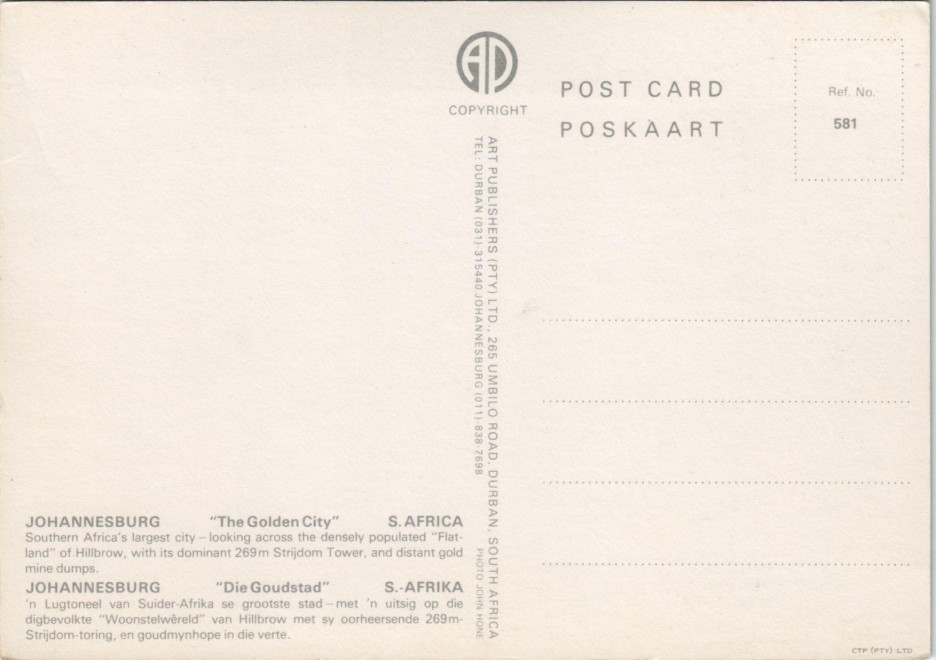 AD
COPYRIGHT
POST CARD
POSKAART
Ref. No.
581
ART PUBLISHERS (PTY) LTD., 265 UMBILO ROAD, DURBAN, SOUTH AFRICA
TEL: DURBAN (031)-315440 JOHANNESBURG (011)-838-7698
PHOTO JOHN HONE
JOHANNESBURG "The Golden City" S. AFRICA
Southern Africa's largest city – looking across the densely populated "Flat-
land" of Hillbrow, with its dominant 269m Strijdom Tower, and distant gold
mine dumps.
JOHANNESBURG "Die Goudstad" S.-AFRIKA
'n Lugtoneel van Suider-Afrika se grootste stad – met 'n uitsig op die
digbevolkte "Woonstelwêreld" van Hillbrow met sy oorheersende 269m-
Strijdom-toring, en goudmynhope in die verte.
CTP (PTY) LTD